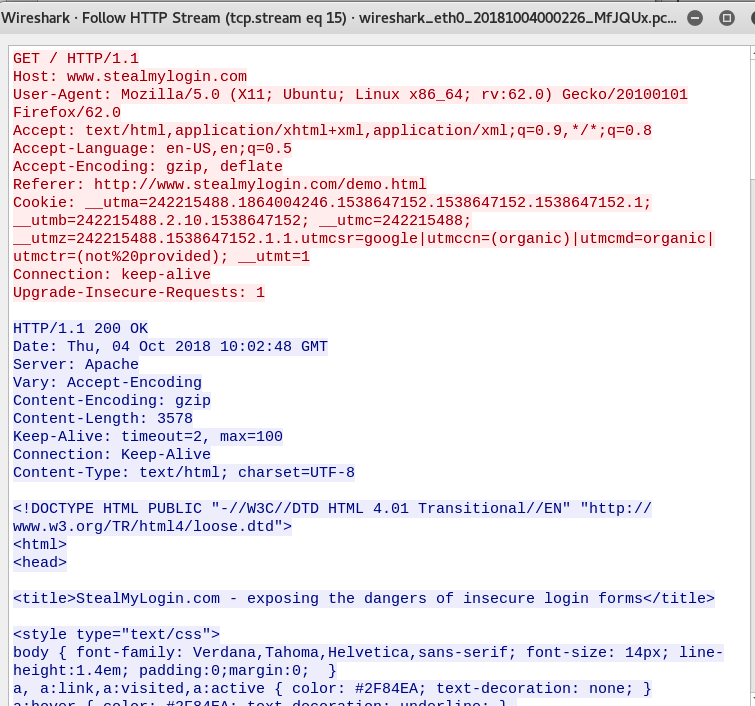 Wireshark · Follow HTTP Stream (tcp.stream eq 15) · wireshark_eth0_20181004000226_MfJQUx.pc...
GET / HTTP/1.1
Host: www.stealmylogin.com
User-Agent: Mozilla/5.0 (X11; Ubuntu; Linux x86_64; rv:62.0) Gecko/20100101
Firefox/62.0
Accept: text/html,application/xhtml+xml,application/xml;q=0.9,*/*;q=0.8
Accept-Language: en-US,en;q=0.5
Accept-Encoding: gzip, deflate
Referer: http://www.stealmylogin.com/demo.html
Cookie: __utma=242215488.1864004246.1538647152.1538647152.1538647152.1;
__utmb=242215488.2.10.1538647152; __utmc=242215488;
__utmz=242215488.1538647152.1.1.utmcsr=google|utmccn=(organic)|utmcmd=organic|
utmctr=(not%20provided); __utmt=1
Connection: keep-alive
Upgrade-Insecure-Requests: 1
HTTP/1.1 200 OK
Date: Thu, 04 Oct 2018 10:02:48 GMT
Server: Apache
Vary: Accept-Encoding
Content-Encoding: gzip
Content-Length: 3578
Keep-Alive: timeout=2, max=100
Connection: Keep-Alive
Content-Type: text/html; charset=UTF-8
<!DOCTYPE HTML PUBLIC "-//W3C//DTD HTML 4.01 Transitional//EN" "http://
www.w3.org/TR/html4/loose.dtd">
<html>
<head>
<title>StealMyLogin.com - exposing the dangers of insecure login forms</title>
<style type="text/css">
body { font-family: Verdana,Tahoma,Helvetica,sans-serif; font-size: 14px; line-
height:1.4em; padding:0;margin:0;  }
a, a:link,a:visited,a:active { color: #2F84EA; text-decoration: none; }
a:hover { color: #2F84EA; text-decoration: underline; }